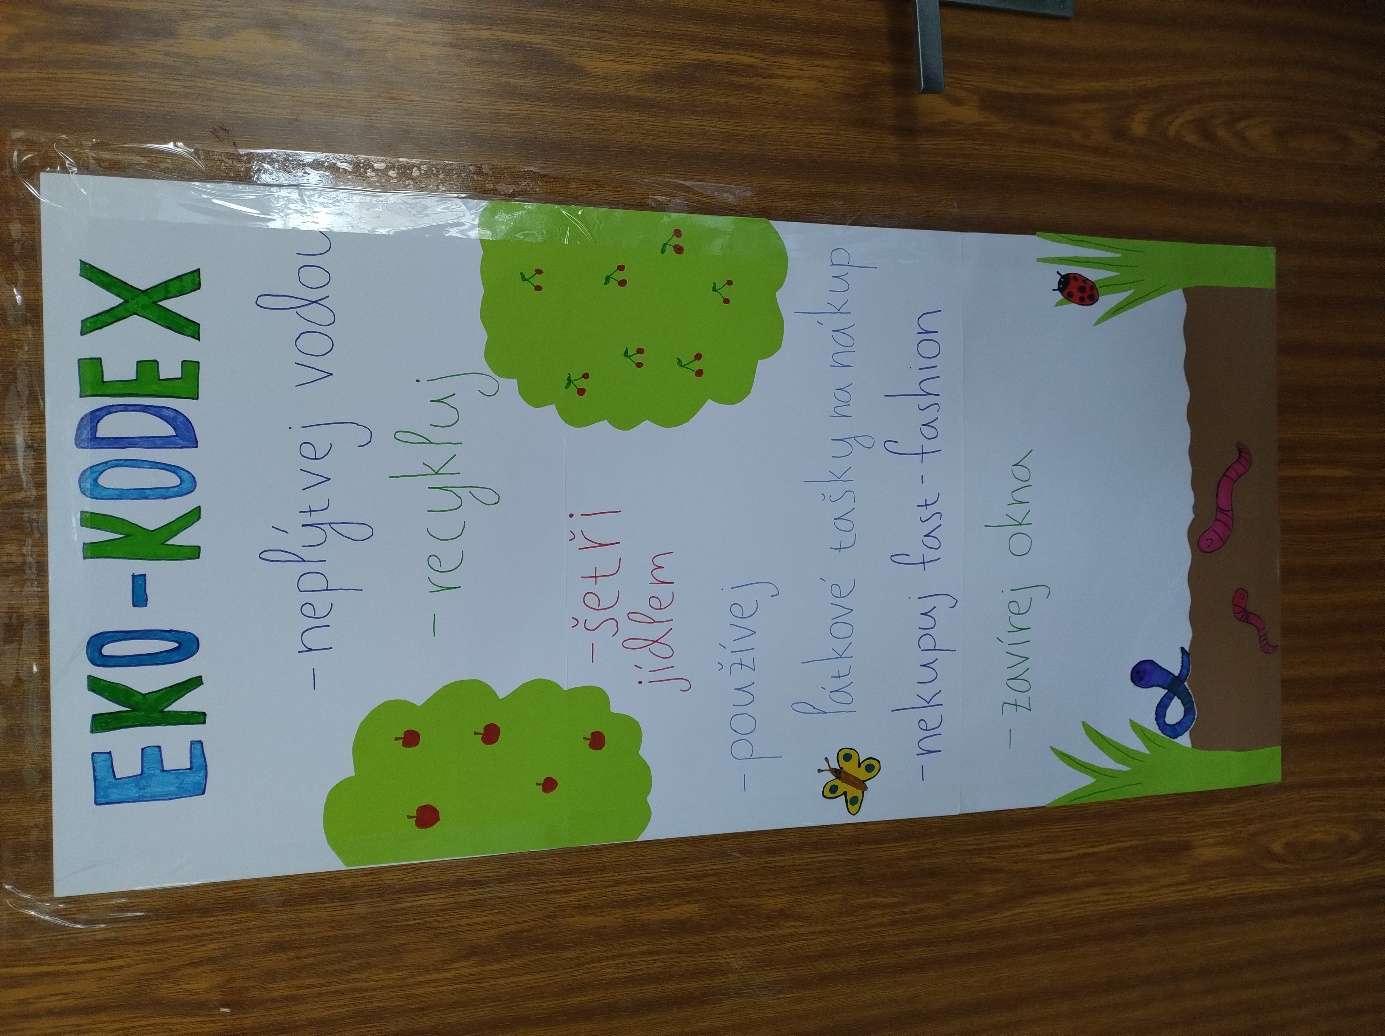 EKO-KODEX
-neplýtvej vodou
-recykluj
-šetři
jídlem
-používej
látkové tašky na nákup
-nekupuj fast-fashion
- zavírej okna